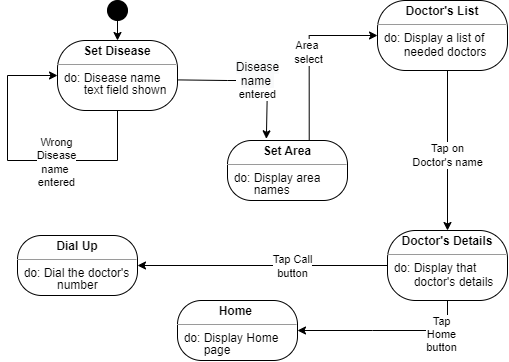 Set Disease
do: Disease name
text field shown
Wrong
Disease
name
entered
Disease
name
entered
Area
select
Set Area
do: Display area
names
Doctor's List
do: Display a list of
needed doctors
Tap on
Doctor's name
Doctor's Details
do: Display that
doctor's details
Tap Call
button
Dial Up
do: Dial the doctor's
number
Tap
Home
button
Home
do: Display Home
page